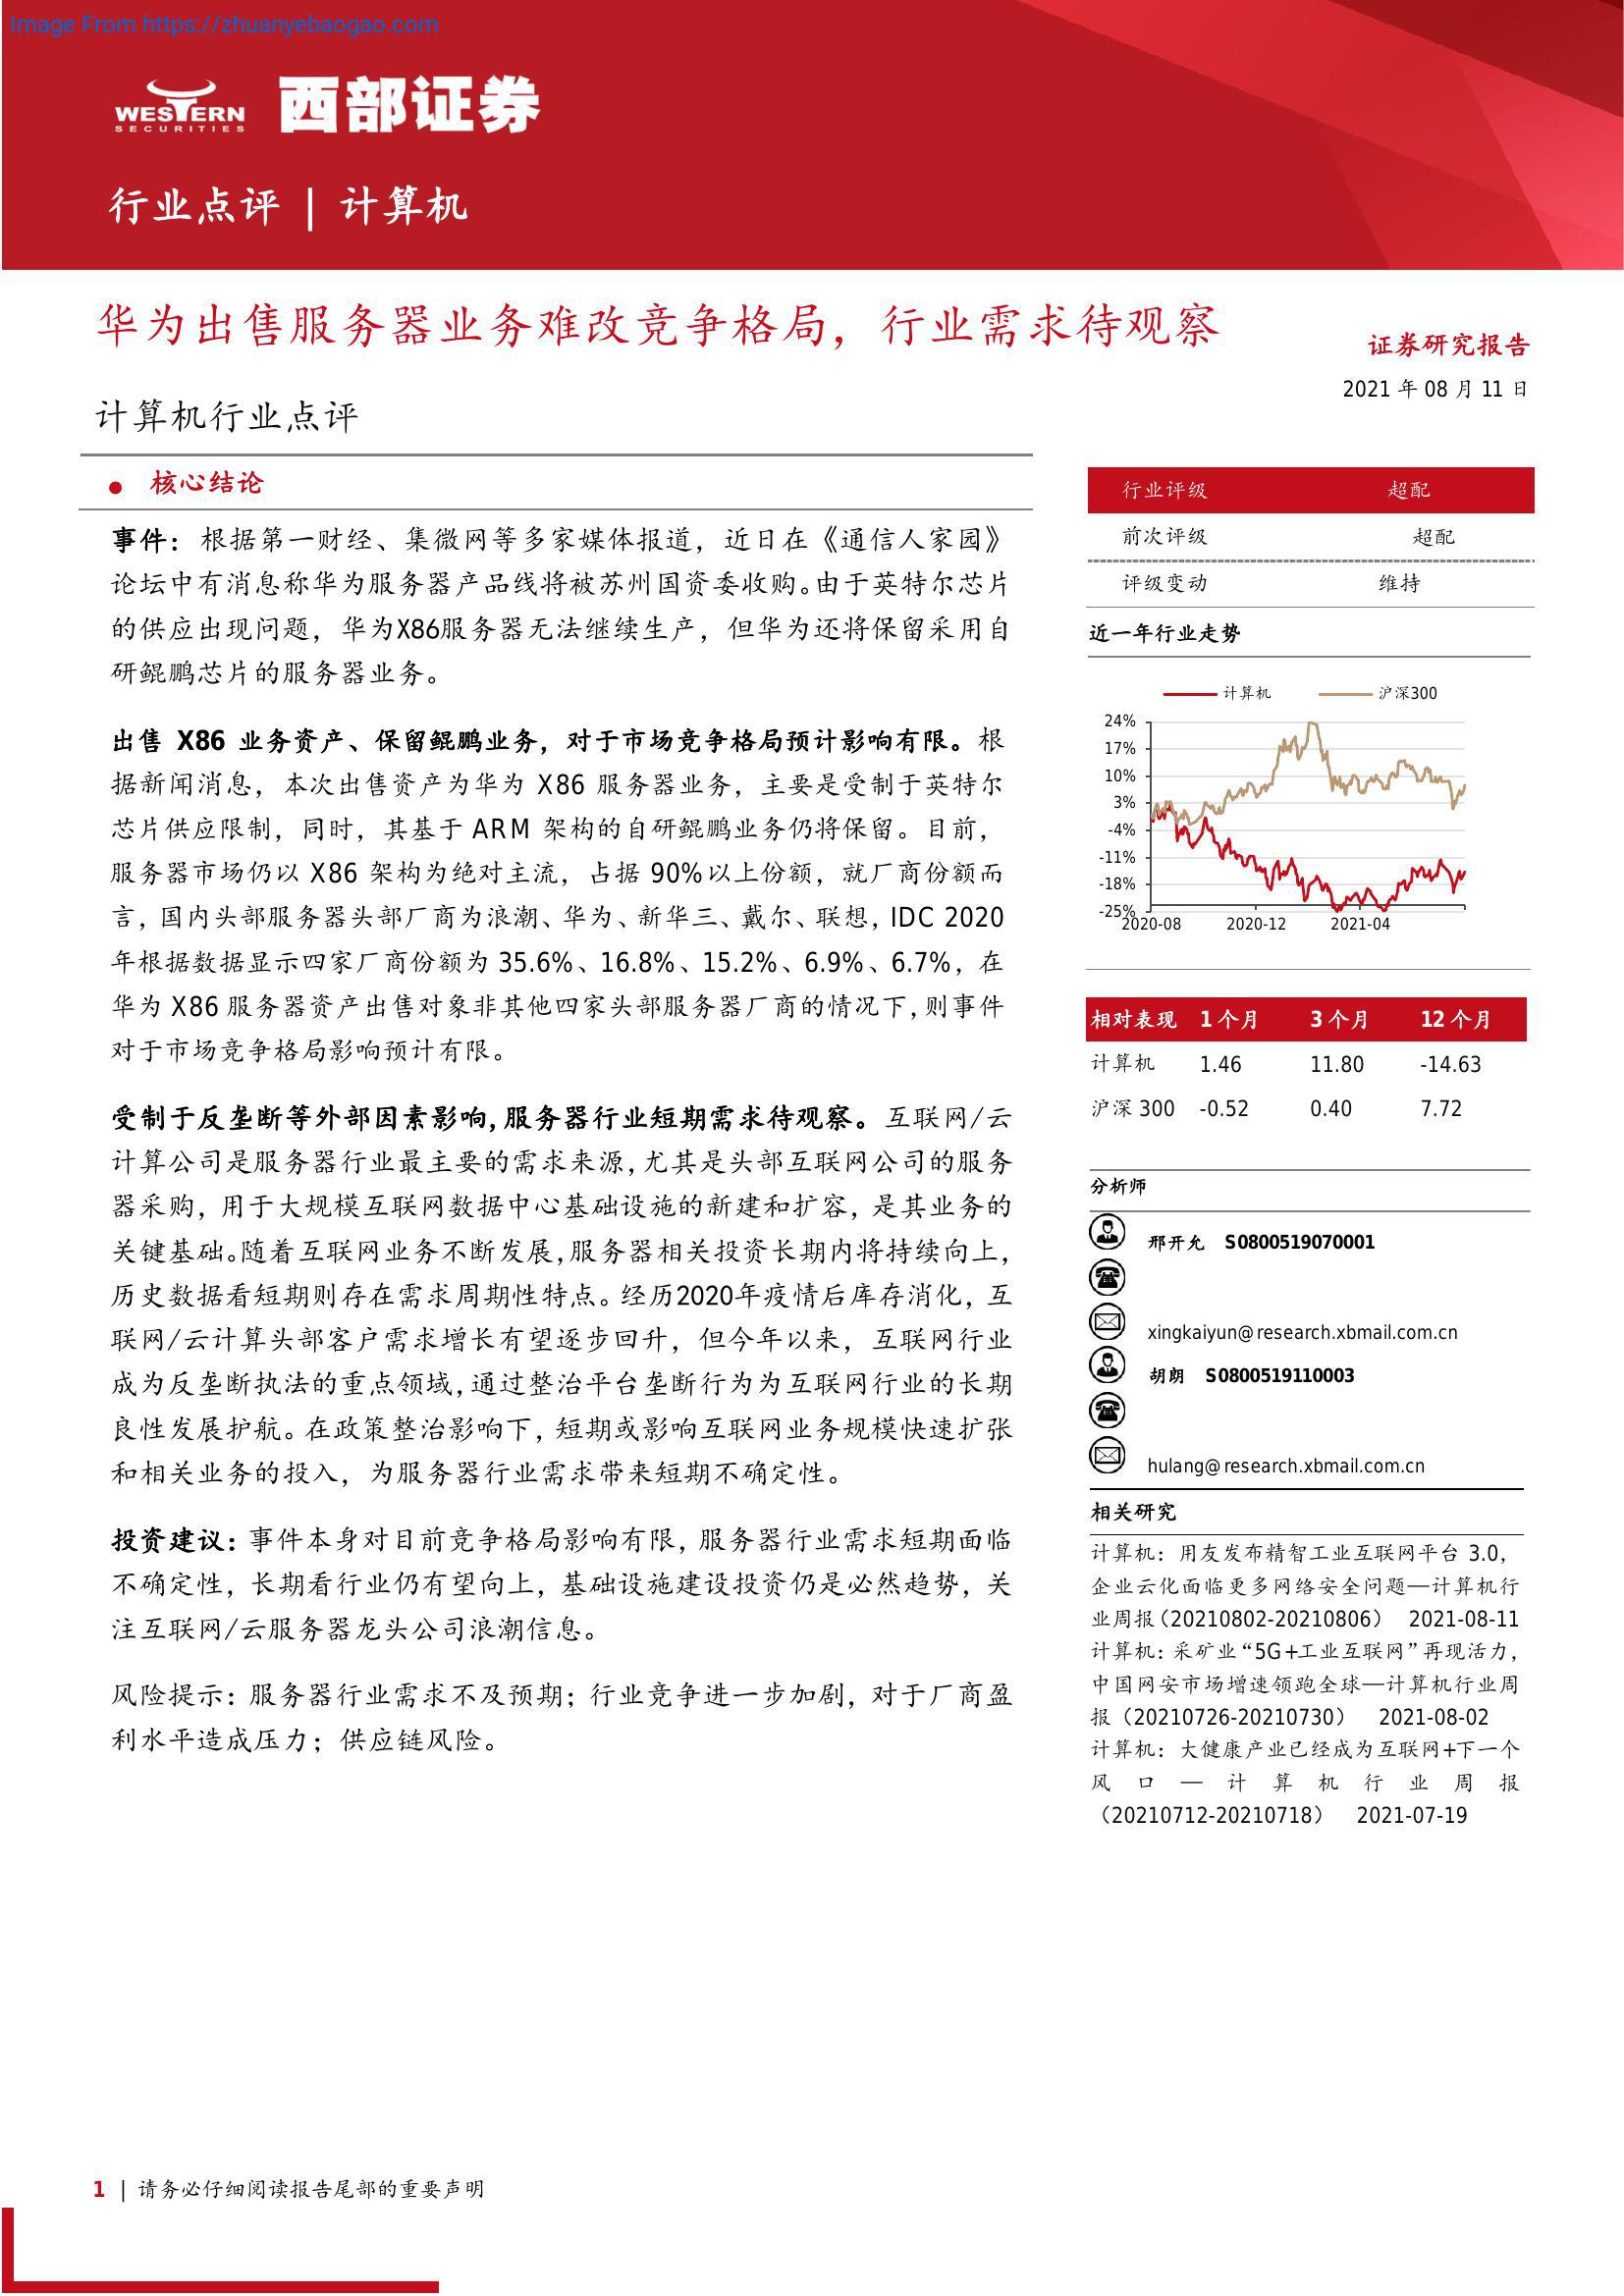 Image From https://zhuanyebaogao.com
WESTERN
SECURITIES
西部证券
行业点评 | 计算机
华为出售服务器业务难改竞争格局，行业需求待观察
证券研究报告
2021 年 08 月 11 日
计算机行业点评
● 核心结论
事件：根据第一财经、集微网等多家媒体报道，近日在《通信人家园》
论坛中有消息称华为服务器产品线将被苏州国资委收购。由于英特尔芯片
的供应出现问题，华为X86服务器无法继续生产，但华为还将保留采用自
研鲲鹏芯片的服务器业务。
出售 X86 业务资产、保留鲲鹏业务，对于市场竞争格局预计影响有限。根
据新闻消息，本次出售资产为华为 X86 服务器业务，主要是受制于英特尔
芯片供应限制，同时，其基于 ARM 架构的自研鲲鹏业务仍将保留。目前，
服务器市场仍以 X86 架构为绝对主流，占据 90%以上份额，就厂商份额而
言，国内头部服务器头部厂商为浪潮、华为、新华三、戴尔、联想，IDC 2020
年根据数据显示四家厂商份额为 35.6%、16.8%、15.2%、6.9%、6.7%，在
华为 X86 服务器资产出售对象非其他四家头部服务器厂商的情况下，则事件
对于市场竞争格局影响预计有限。
受制于反垄断等外部因素影响，服务器行业短期需求待观察。互联网/云
计算公司是服务器行业最主要的需求来源，尤其是头部互联网公司的服务
器采购，用于大规模互联网数据中心基础设施的新建和扩容，是其业务的
关键基础。随着互联网业务不断发展，服务器相关投资长期内将持续向上，
历史数据看短期则存在需求周期性特点。经历2020年疫情后库存消化，互
联网/云计算头部客户需求增长有望逐步回升，但今年以来，互联网行业
成为反垄断执法的重点领域，通过整治平台垄断行为为互联网行业的长期
良性发展护航。在政策整治影响下，短期或影响互联网业务规模快速扩张
和相关业务的投入，为服务器行业需求带来短期不确定性。
投资建议：事件本身对目前竞争格局影响有限，服务器行业需求短期面临
不确定性，长期看行业仍有望向上，基础设施建设投资仍是必然趋势，关
注互联网/云服务器龙头公司浪潮信息。
风险提示：服务器行业需求不及预期；行业竞争进一步加剧，对于厂商盈
利水平造成压力；供应链风险。
行业评级 超配
前次评级 超配
评级变动 维持
近一年行业走势
计算机 沪深300
24%
17%
10%
3%
-4%
-11%
-18%
-25%
2020-08 2020-12 2021-04
相对表现 1 个月 3 个月 12 个月
计算机 1.46 11.80 -14.63
沪深 300 -0.52 0.40 7.72
分析师
邢开允 S0800519070001
xingkaiyun@research.xbmail.com.cn
胡朗 S0800519110003
hulang@research.xbmail.com.cn
相关研究
计算机：用友发布精智工业互联网平台 3.0，
企业云化面临更多网络安全问题—计算机行
业周报（20210802-20210806） 2021-08-11
计算机：采矿业“5G+工业互联网”再现活力，
中国网安市场增速领跑全球—计算机行业周
报（20210726-20210730） 2021-08-02
计算机：大健康产业已经成为互联网+下一个
风口—计算机行业周报
（20210712-20210718） 2021-07-19
1 | 请务必仔细阅读报告尾部的重要声明